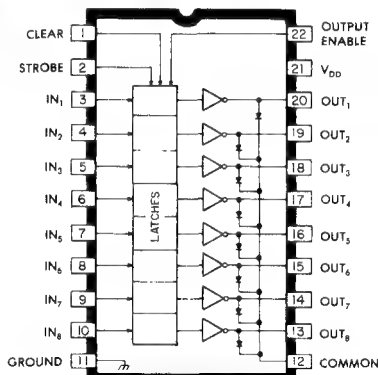 CLEAR 1 22 OUTPUT ENABLE
STROBE 2 21 V_DD
IN₁ 3 20 OUT₁
IN₂ 4 19 OUT₂
IN₃ 5 18 OUT₃
IN₄ 6 17 OUT₄
IN₅ 7 16 OUT₅
IN₆ 8 15 OUT₆
IN₇ 9 14 OUT₇
IN₈ 10 13 OUT₈
GROUND 11 12 COMMON
LATCHES